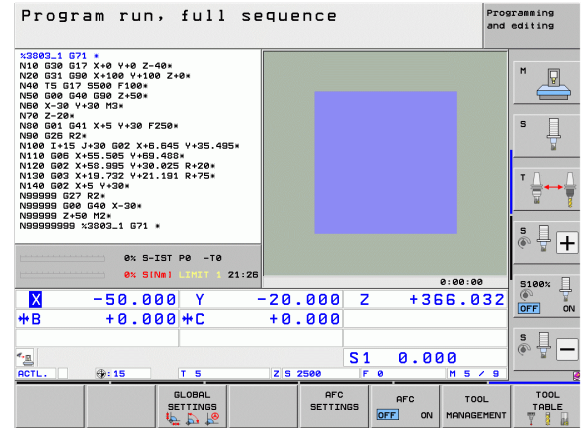 Program run, full sequence
Programming and editing
%3803_1 G71 *
N10 G30 G17 X+0 Y+0 Z-40*
N20 G31 G90 X+100 Y+100 Z+0*
N40 T5 G17 S500 F100*
N50 G00 G40 G90 Z+50*
N60 X-30 Y+30 M3*
N70 Z-20*
N80 G01 G41 X+5 Y+30 F250*
N90 G26 R2*
N100 I+15 J+30 G02 X+6.645 Y+35.495*
N110 G06 X+55.505 Y+69.488*
N120 G02 X+58.995 Y+30.025 R+20*
N130 G03 X+19.732 Y+21.191 R+75*
N140 G02 X+5 Y+30*
N99999 G27 R2*
N99999 G00 G40 X-30*
N99999 Z+50 M2*
N99999999 %3803_1 G71 *
0% S-IST P0 -T0
0% S[Nm] LIMIT 1 21:26
0:00:00
X -50.000 Y -20.000 Z +366.032
B +0.000 C +0.000
S1 0.000
ACTL. :15 T 5 Z S 2500 F 0 M 5 / 9
M
S
T
S +
S100%
OFF ON
S -
GLOBAL SETTINGS
AFC SETTINGS
AFC
OFF ON
TOOL MANAGEMENT
TOOL TABLE